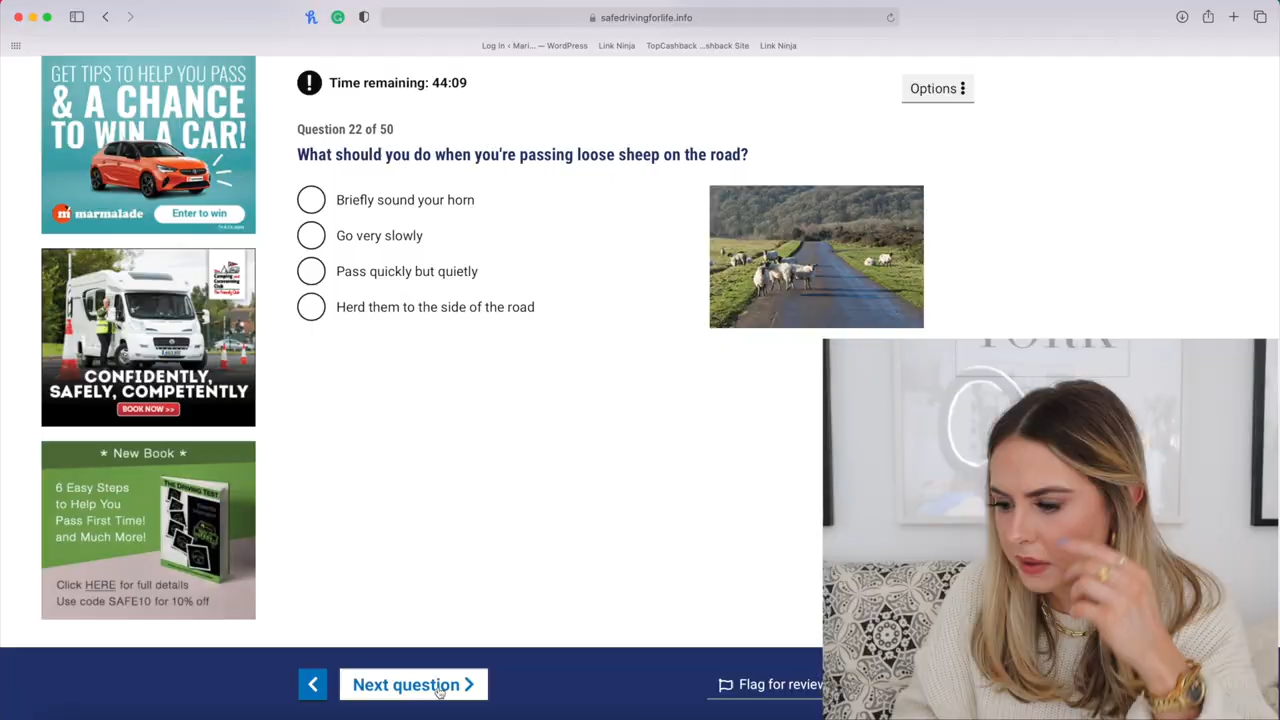 safedrivingforlife.info
Log In ‹ Mari... — WordPress
Link Ninja
TopCashback ...shback Site
Link Ninja
GET TIPS TO HELP YOU PASS
& A CHANCE
TO WIN A CAR!
marmalade
Enter to win
CONFIDENTLY,
SAFELY, COMPETENTLY
BOOK NOW >>
* New Book *
6 Easy Steps
to Help You
Pass First Time!
and Much More!
THE DRIVING TEST
Click HERE for full details
Use code SAFE10 for 10% off
Time remaining: 44:09
Options
Question 22 of 50
What should you do when you're passing loose sheep on the road?
Briefly sound your horn
Go very slowly
Pass quickly but quietly
Herd them to the side of the road
Next question
Flag for review
YORK